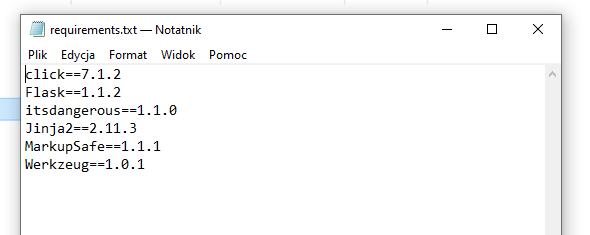 requirements.txt — Notatnik
Plik Edycja Format Widok Pomoc
click==7.1.2
Flask==1.1.2
itsdangerous==1.1.0
Jinja2==2.11.3
MarkupSafe==1.1.1
Werkzeug==1.0.1